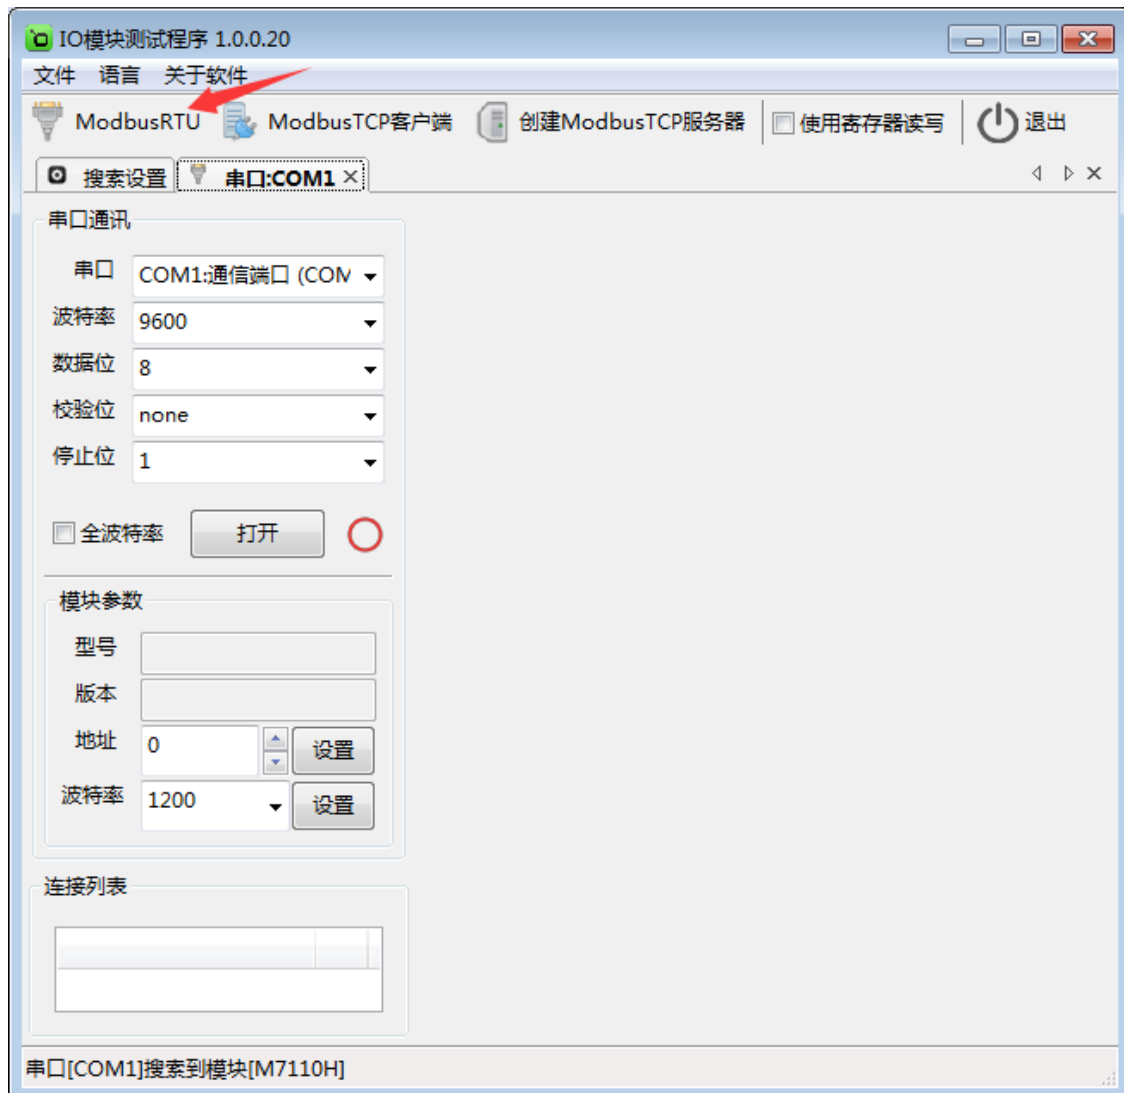 IO模块测试程序 1.0.0.20
文件 语言 关于软件
ModbusRTU ModbusTCP客户端 创建ModbusTCP服务器 使用寄存器读写 退出
搜索设置 串口:COM1
串口通讯
串口 COM1:通信端口 (COM
波特率 9600
数据位 8
校验位 none
停止位 1
全波特率 打开
模块参数
型号
版本
地址 0 设置
波特率 1200 设置
连接列表
串口[COM1]搜索到模块[M7110H]